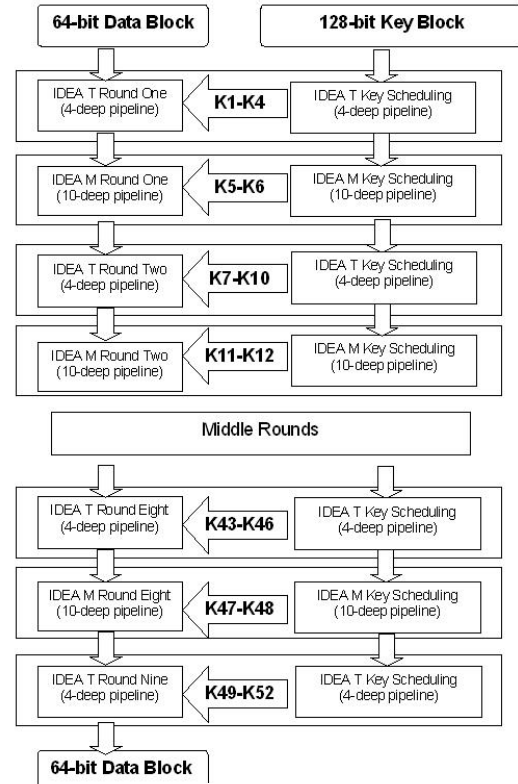 64-bit Data Block
128-bit Key Block
IDEA T Round One
(4-deep pipeline)
K1-K4
IDEA T Key Scheduling
(4-deep pipeline)
IDEA M Round One
(10-deep pipeline)
K5-K6
IDEA M Key Scheduling
(10-deep pipeline)
IDEA T Round Two
(4-deep pipeline)
K7-K10
IDEA T Key Scheduling
(4-deep pipeline)
IDEA M Round Two
(10-deep pipeline)
K11-K12
IDEA M Key Scheduling
(10-deep pipeline)
Middle Rounds
IDEA T Round Eight
(4-deep pipeline)
K43-K46
IDEA T Key Scheduling
(4-deep pipeline)
IDEA M Round Eight
(10-deep pipeline)
K47-K48
IDEA M Key Scheduling
(10-deep pipeline)
IDEA T Round Nine
(4-deep pipeline)
K49-K52
IDEA T Key Scheduling
(4-deep pipeline)
64-bit Data Block